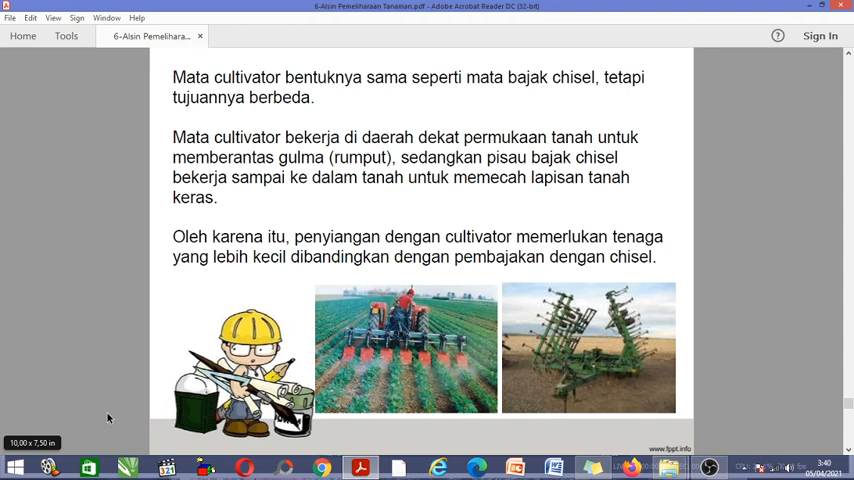 6-Alsin Pemeliharaan Tanaman.pdf - Adobe Acrobat Reader DC (32-bit)
File Edit View Sign Window Help
Home Tools 6-Alsin Pemelihara... × Sign In
Mata cultivator bentuknya sama seperti mata bajak chisel, tetapi
tujuannya berbeda.
Mata cultivator bekerja di daerah dekat permukaan tanah untuk
memberantas gulma (rumput), sedangkan pisau bajak chisel
bekerja sampai ke dalam tanah untuk memecah lapisan tanah
keras.
Oleh karena itu, penyiangan dengan cultivator memerlukan tenaga
yang lebih kecil dibandingkan dengan pembajakan dengan chisel.
10,00 x 7,50 in
www.fppt.info
321
3:40
05/04/2021